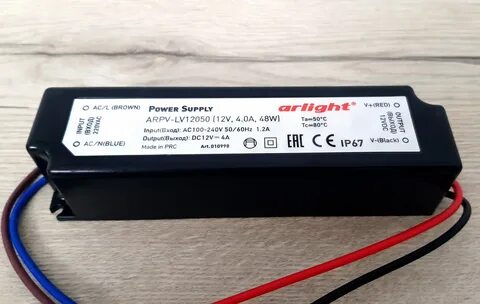 AC/L (BROWN)
INPUT
(ВХОД)
220VAC
AC/N(BLUE)
POWER SUPPLY
ARPV-LV12050 (12V, 4.0A, 48W)
Input(Вход): AC100-240V 50/60Hz 1.2A
Output(Выход):DC12V⎓4A
Made in PRC Art.010990
arlight®
Ta=50°C
Tc=80°C
EAC CE IP67
V+(RED)
OUTPUT
(ВЫХОД)
12VDC
V-(Black)